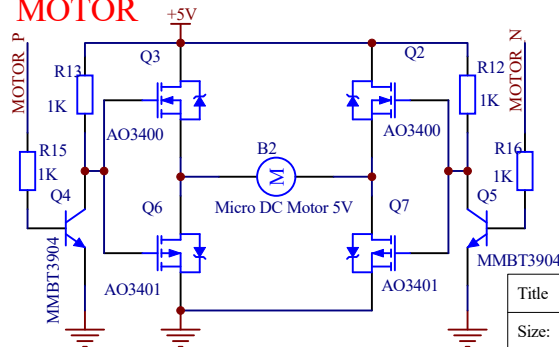 MOTOR
+5V
MOTOR_P
MOTOR_N
Q3
Q2
R13
R12
1K
1K
AO3400
AO3400
R15
R16
1K
1K
B2
M
Q4
Q5
Q6
Q7
Micro DC Motor 5V
MMBT3904
MMBT3904
AO3401
AO3401
Title
Size: